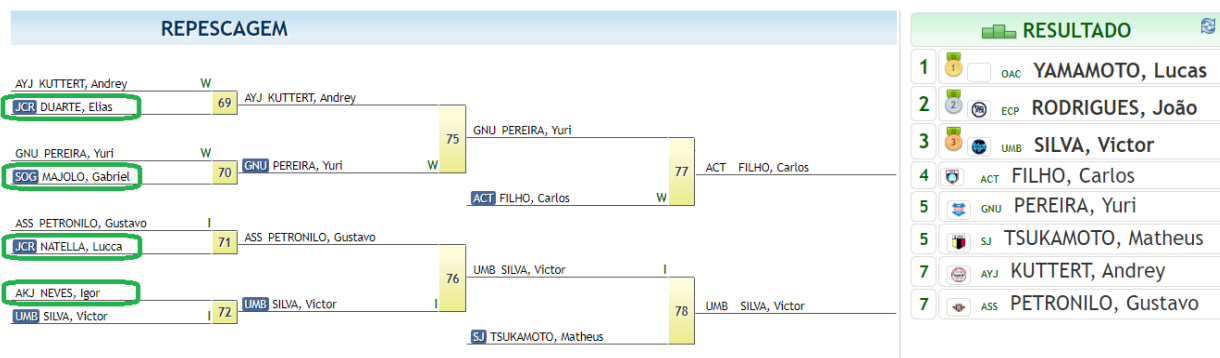 REPESCAGEM
AYJ KUTTERT, Andrey W
JCR DUARTE, Elias
69
AYJ KUTTERT, Andrey
GNU PEREIRA, Yuri W
SOG MAJOLO, Gabriel
70
GNU PEREIRA, Yuri W
75
GNU PEREIRA, Yuri
ACT FILHO, Carlos W
77
ACT FILHO, Carlos
ASS PETRONILO, Gustavo I
JCR NATELLA, Lucca
71
ASS PETRONILO, Gustavo
AKJ NEVES, Igor
UMB SILVA, Victor I
72
UMB SILVA, Victor I
76
UMB SILVA, Victor I
SJ TSUKAMOTO, Matheus
78
UMB SILVA, Victor
RESULTADO
1 1 OAC YAMAMOTO, Lucas
2 2 ECP RODRIGUES, João
3 3 UMB SILVA, Victor
4 ACT FILHO, Carlos
5 GNU PEREIRA, Yuri
5 SJ TSUKAMOTO, Matheus
7 AYJ KUTTERT, Andrey
7 ASS PETRONILO, Gustavo